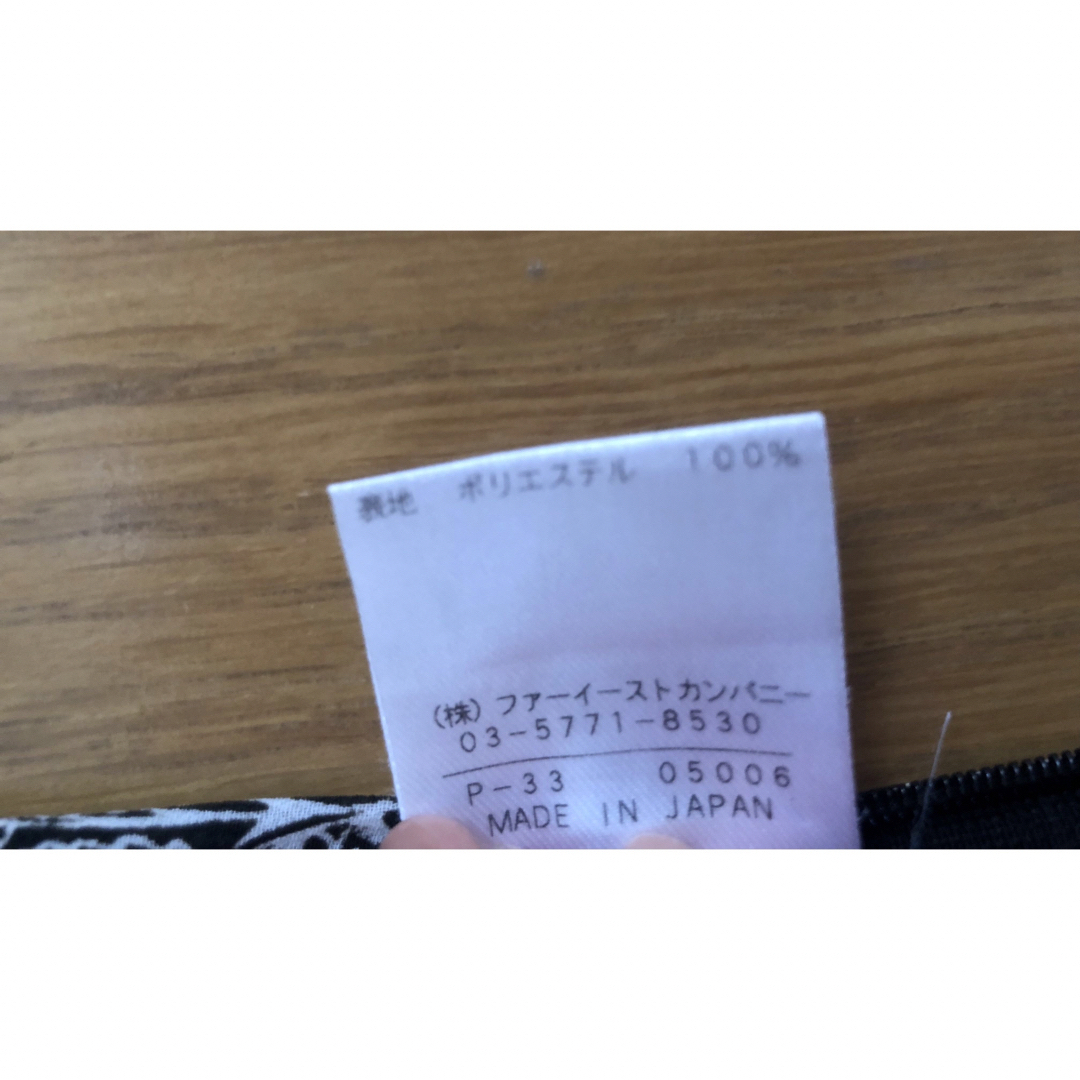 表地 ポリエステル 100%
(株)ファーイーストカンパニー
03-5771-8530
P-33 05006
MADE IN JAPAN